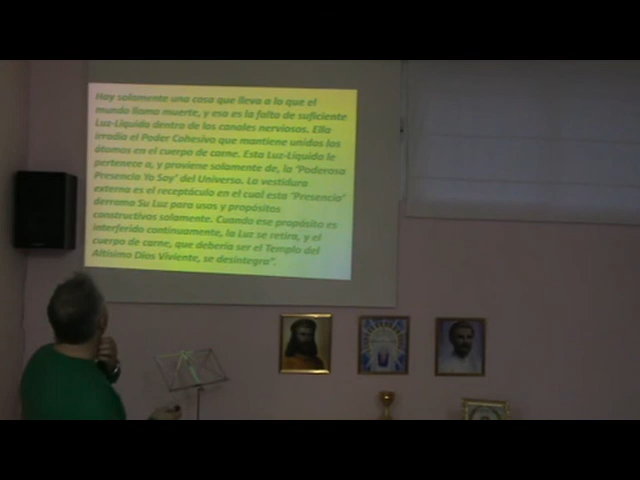 Hay solamente una cosa que lleva a lo que el
mundo llama muerte, y esa es la falta de suficiente
Luz-Líquida dentro de los canales nerviosos. Ella
irradia el Poder Cohesivo que mantiene unidos los
átomos en el cuerpo de carne. Esta Luz-Líquida le
pertenece a, y proviene solamente de, la "Poderosa
Presencia Yo Soy" del Universo. La vestidura
externa es el receptáculo en el cual esta "Presencia"
derrama Su Luz para usos y propósitos
constructivos solamente. Cuando ese propósito es
interferido continuamente, la Luz se retira, y el
cuerpo de carne, que debería ser el Templo del
Altísimo Dios Viviente, se desintegra".